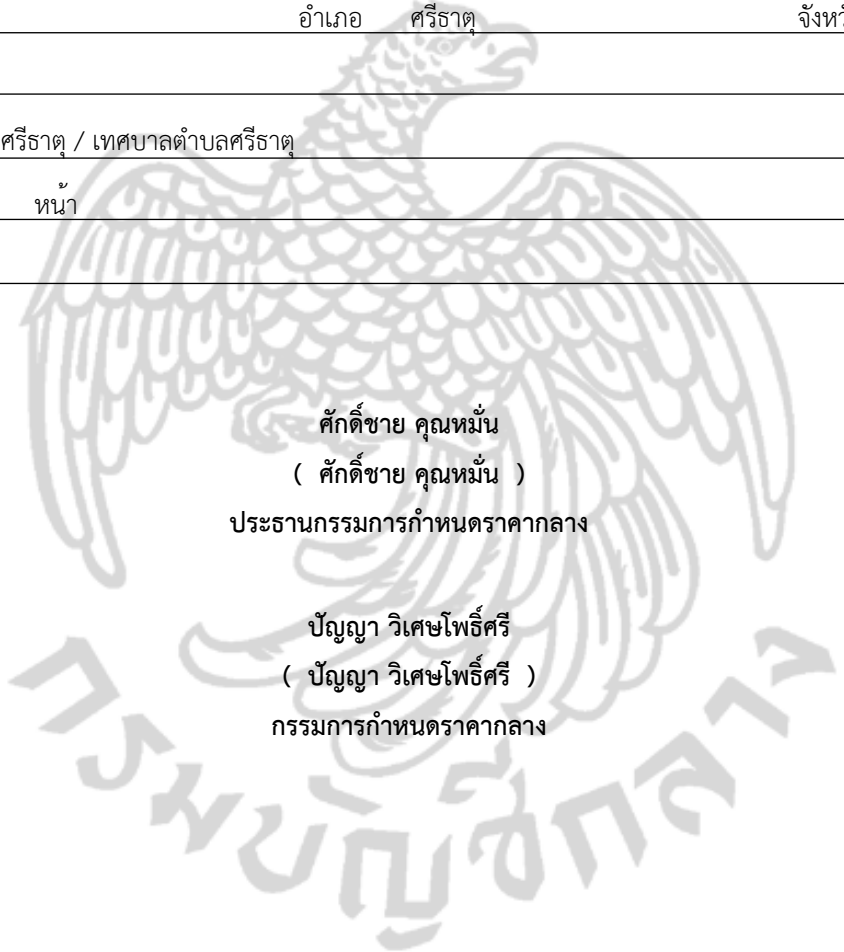 อำเภอ ศรีธาตุ จังหวั
ศรีธาตุ / เทศบาลตำบลศรีธาตุ
หน้า
ศักดิ์ชาย คุณหมั่น
( ศักดิ์ชาย คุณหมั่น )
ประธานกรรมการกำหนดราคากลาง
ปัญญา วิเศษโพธิ์ศรี
( ปัญญา วิเศษโพธิ์ศรี )
กรรมการกำหนดราคากลาง
กรมบัญชีกลาง